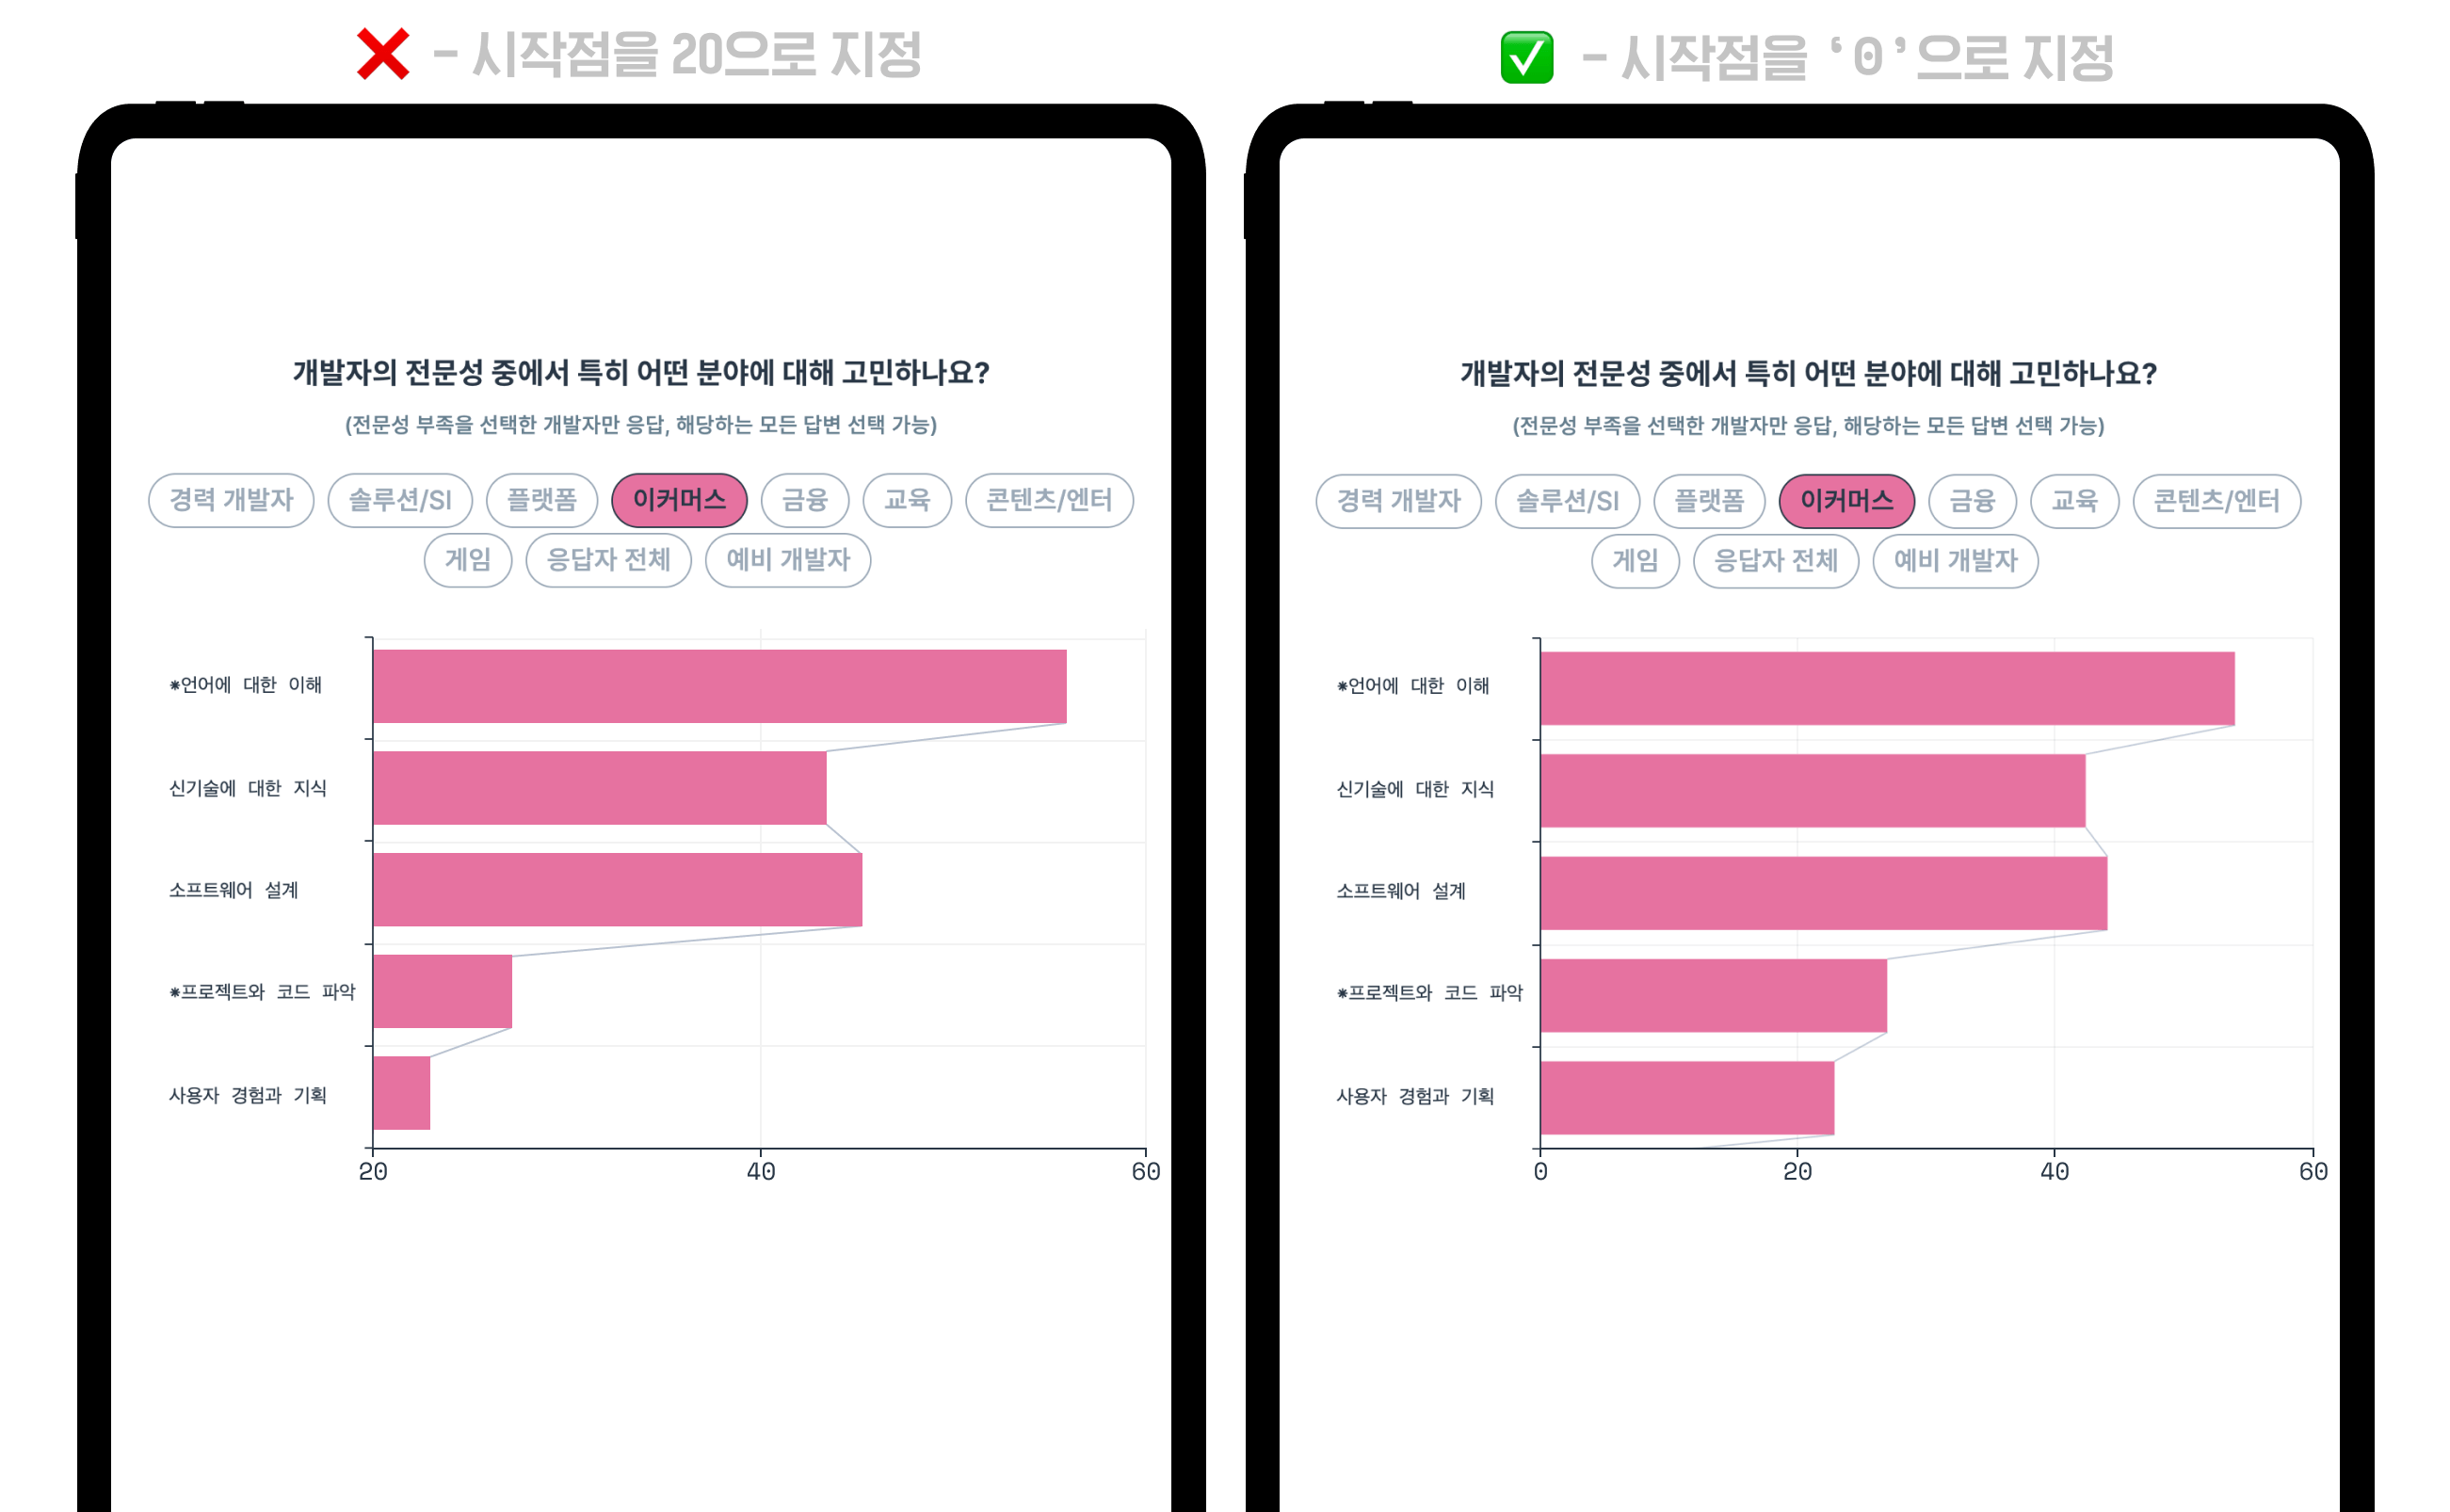 ❌ - 시작점을 20으로 지정
개발자의 전문성 중에서 특히 어떤 분야에 대해 고민하나요?
(전문성 부족을 선택한 개발자만 응답, 해당하는 모든 답변 선택 가능)
경력 개발자 솔루션/SI 플랫폼 이커머스 금융 교육 콘텐츠/엔터
게임 응답자 전체 예비 개발자
*언어에 대한 이해
신기술에 대한 지식
소프트웨어 설계
*프로젝트와 코드 파악
사용자 경험과 기획
20 40 60
✅ - 시작점을 ‘0’으로 지정
개발자의 전문성 중에서 특히 어떤 분야에 대해 고민하나요?
(전문성 부족을 선택한 개발자만 응답, 해당하는 모든 답변 선택 가능)
경력 개발자 솔루션/SI 플랫폼 이커머스 금융 교육 콘텐츠/엔터
게임 응답자 전체 예비 개발자
*언어에 대한 이해
신기술에 대한 지식
소프트웨어 설계
*프로젝트와 코드 파악
사용자 경험과 기획
0 20 40 60